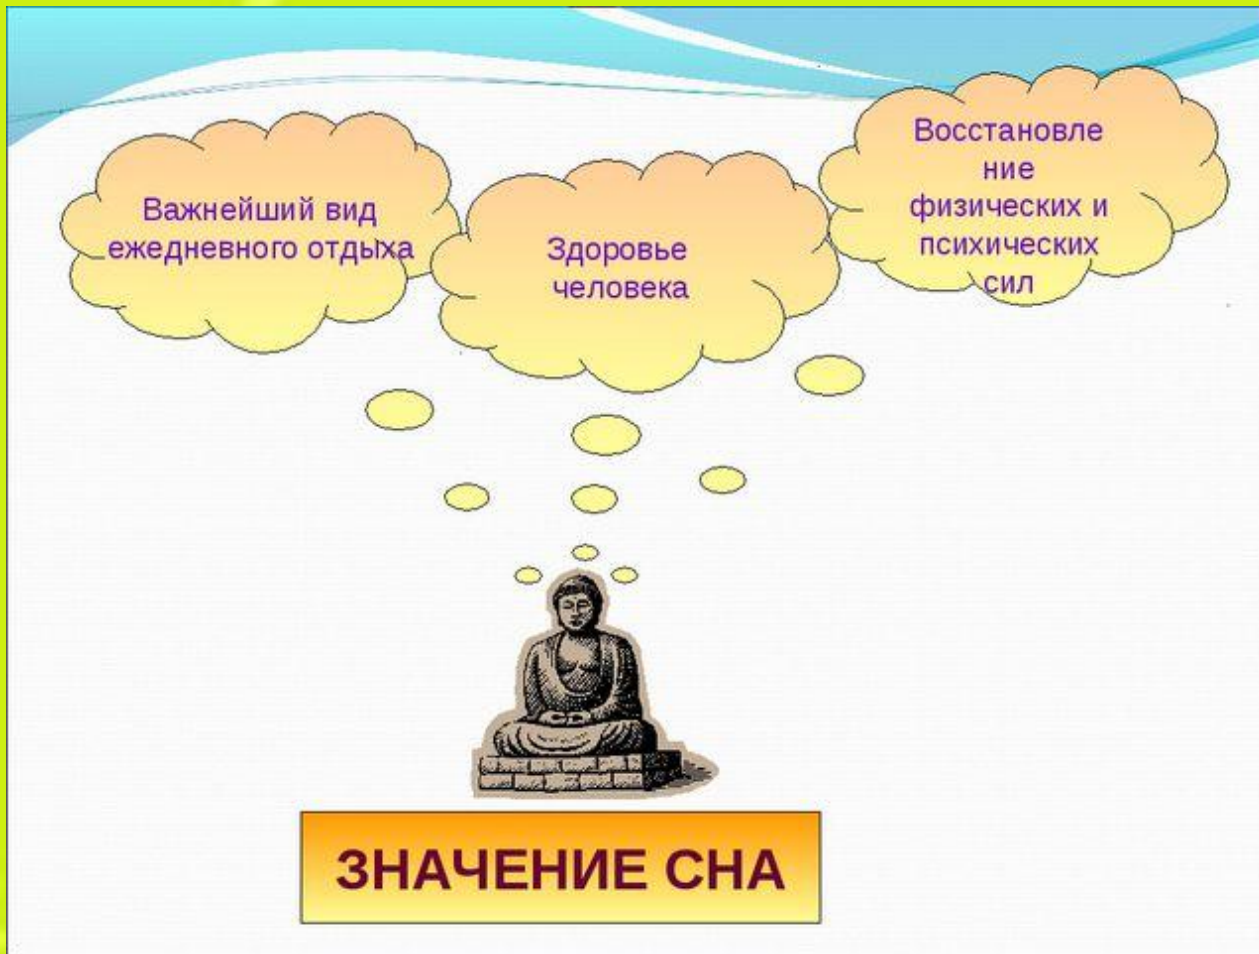 Важнейший вид
ежедневного отдыха
Здоровье
человека
Восстановле
ние
физических и
психических
сил
ЗНАЧЕНИЕ СНА